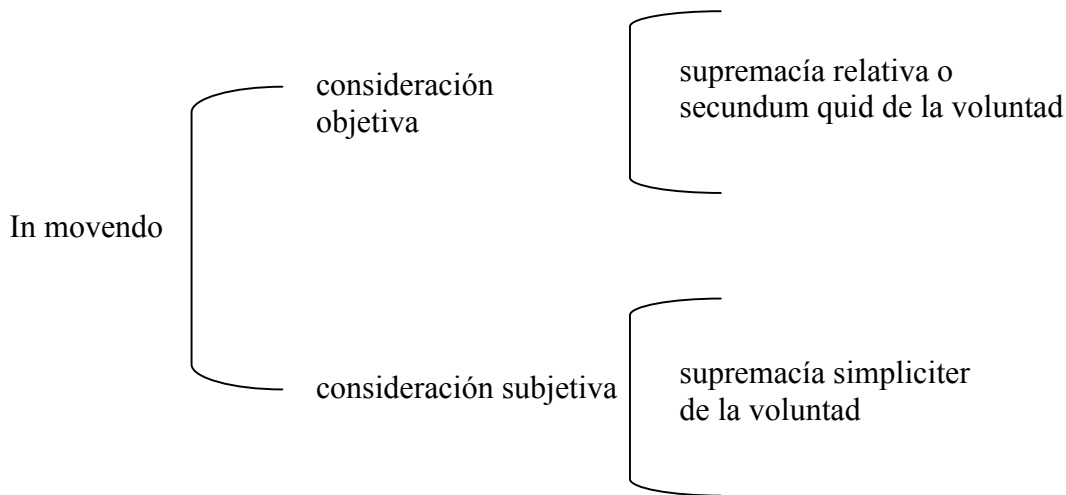 In movendo
consideración
objetiva
supremacía relativa o
secundum quid de la voluntad
consideración subjetiva
supremacía simpliciter
de la voluntad